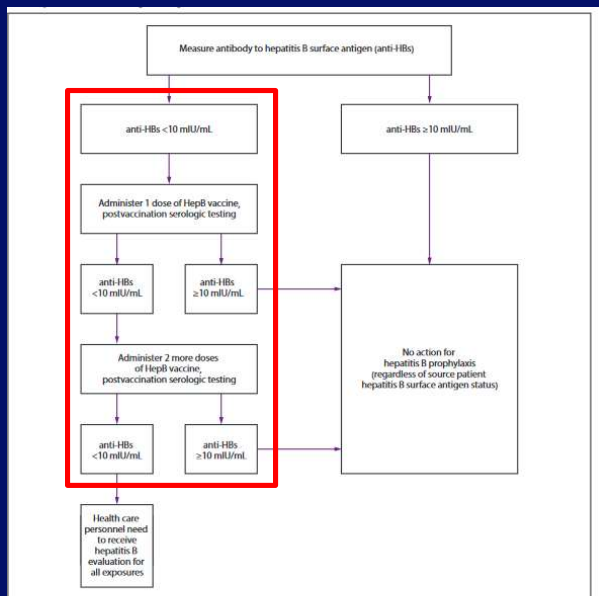 Measure antibody to hepatitis B surface antigen (anti-HBs)
anti-HBs <10 mIU/mL
anti-HBs ≥10 mIU/mL
Administer 1 dose of HepB vaccine,
postvaccination serologic testing
anti-HBs
<10 mIU/mL
anti-HBs
≥10 mIU/mL
No action for
hepatitis B prophylaxis
(regardless of source patient
hepatitis B surface antigen status)
Administer 2 more doses
of HepB vaccine,
postvaccination serologic testing
anti-HBs
<10 mIU/mL
anti-HBs
≥10 mIU/mL
Health care
personnel need
to receive
hepatitis B
evaluation for
all exposures